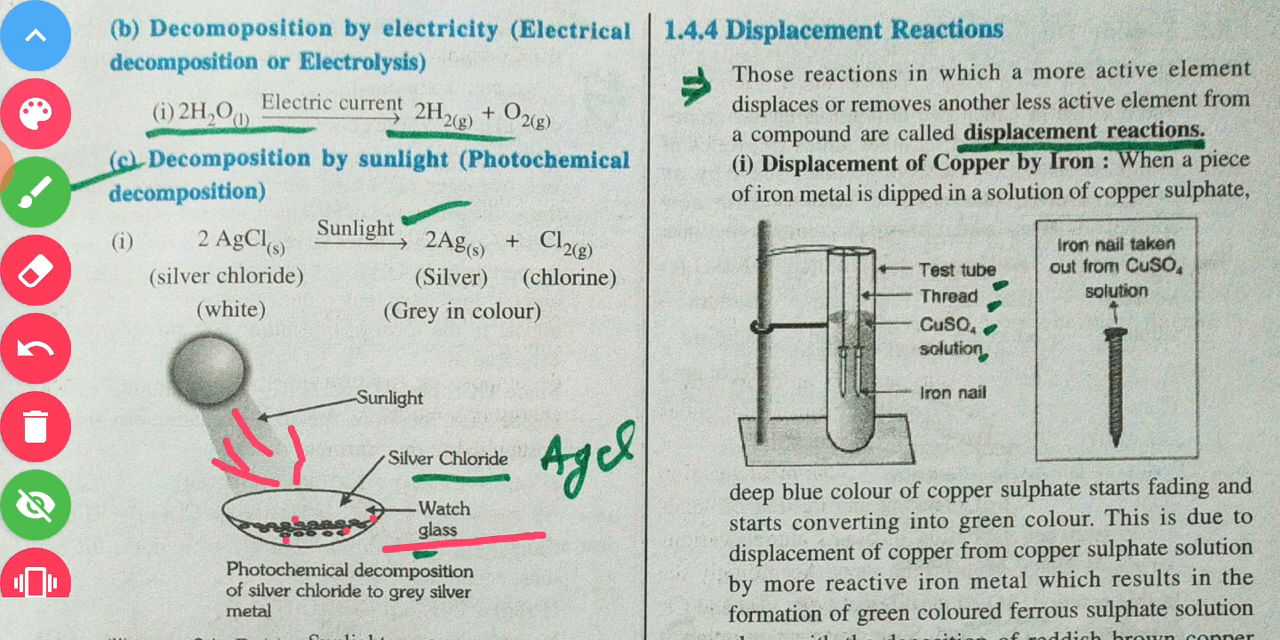 (b) Decomoposition by electricity (Electrical
decomposition or Electrolysis)
(i) 2H₂O(l) Electric current → 2H₂(g) + O₂(g)
(c) Decomposition by sunlight (Photochemical
decomposition)
(i) 2 AgCl(s) Sunlight → 2Ag(s) + Cl₂(g)
(silver chloride) (Silver) (chlorine)
(white) (Grey in colour)
Sunlight
Silver Chloride
AgCl
Watch
glass
Photochemical decomposition
of silver chloride to grey silver
metal
1.4.4 Displacement Reactions
⇒ Those reactions in which a more active element
displaces or removes another less active element from
a compound are called displacement reactions.
(i) Displacement of Copper by Iron : When a piece
of iron metal is dipped in a solution of copper sulphate,
Test tube
Thread
CuSO₄
solution
Iron nail
Iron nail taken
out from CuSO₄
solution
deep blue colour of copper sulphate starts fading and
starts converting into green colour. This is due to
displacement of copper from copper sulphate solution
by more reactive iron metal which results in the
formation of green coloured ferrous sulphate solution
of reddish brown copper